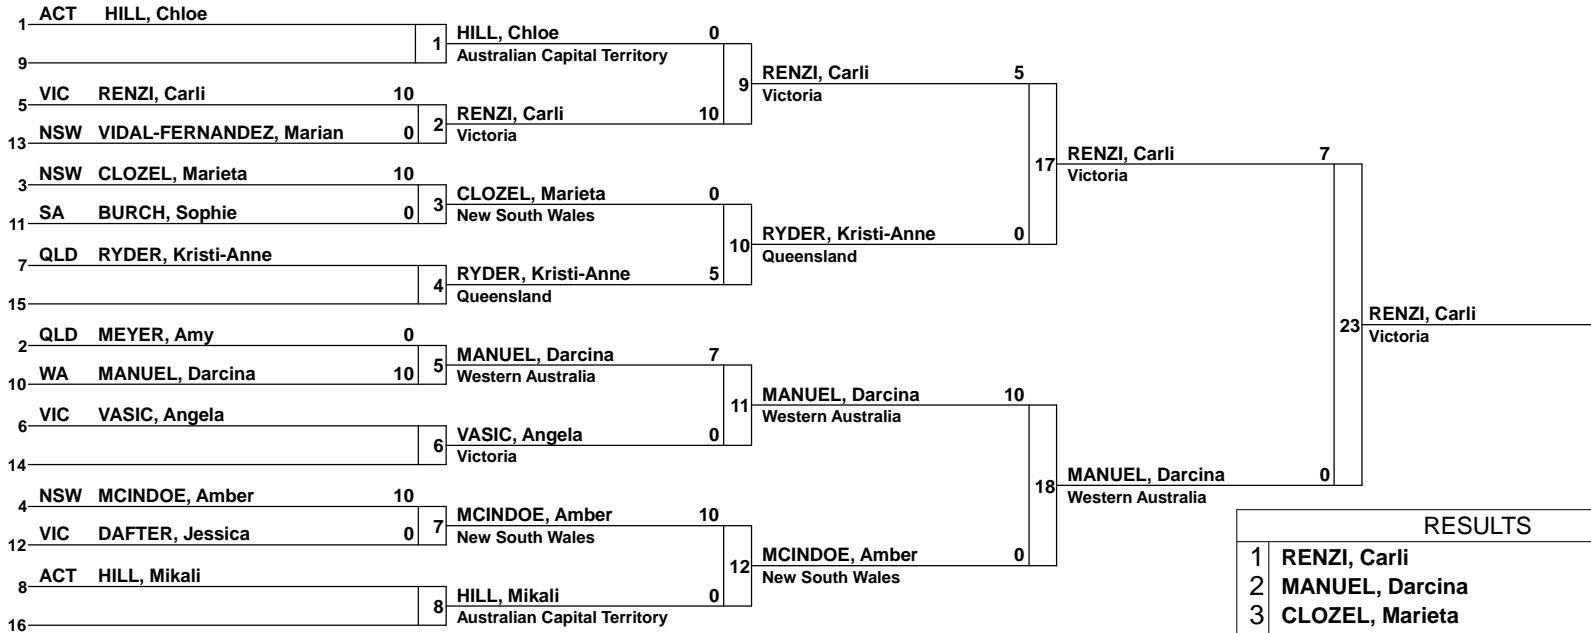 1 ACT HILL, Chloe
9
1 HILL, Chloe 0
Australian Capital Territory
5 VIC RENZI, Carli 10
13 NSW VIDAL-FERNANDEZ, Marian 0
2 RENZI, Carli 10
Victoria
9 RENZI, Carli 5
Victoria
3 NSW CLOZEL, Marieta 10
11 SA BURCH, Sophie 0
3 CLOZEL, Marieta 0
New South Wales
7 QLD RYDER, Kristi-Anne
15
4 RYDER, Kristi-Anne 5
Queensland
10 RYDER, Kristi-Anne 0
Queensland
17 RENZI, Carli 7
Victoria
2 QLD MEYER, Amy 0
10 WA MANUEL, Darcina 10
5 MANUEL, Darcina 7
Western Australia
6 VIC VASIC, Angela
14
6 VASIC, Angela 0
Victoria
11 MANUEL, Darcina 10
Western Australia
4 NSW MCINDOE, Amber 10
12 VIC DAFTER, Jessica 0
7 MCINDOE, Amber 10
New South Wales
8 ACT HILL, Mikali
16
8 HILL, Mikali 0
Australian Capital Territory
12 MCINDOE, Amber 0
New South Wales
18 MANUEL, Darcina 0
Western Australia
23 RENZI, Carli
Victoria
RESULTS
1 RENZI, Carli
2 MANUEL, Darcina
3 CLOZEL, Marieta